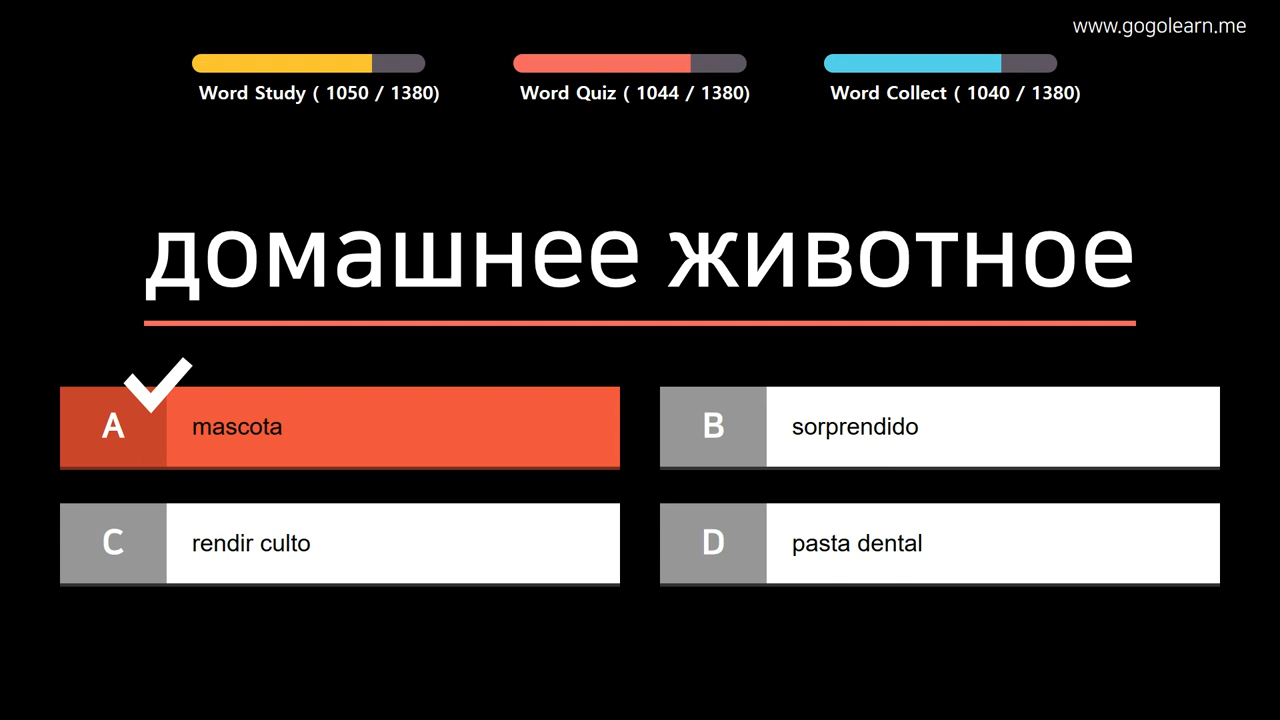 www.gogolearn.me
Word Study ( 1050 / 1380)
Word Quiz ( 1044 / 1380)
Word Collect ( 1040 / 1380)
домашнее животное
A mascota
B sorprendido
C rendir culto
D pasta dental